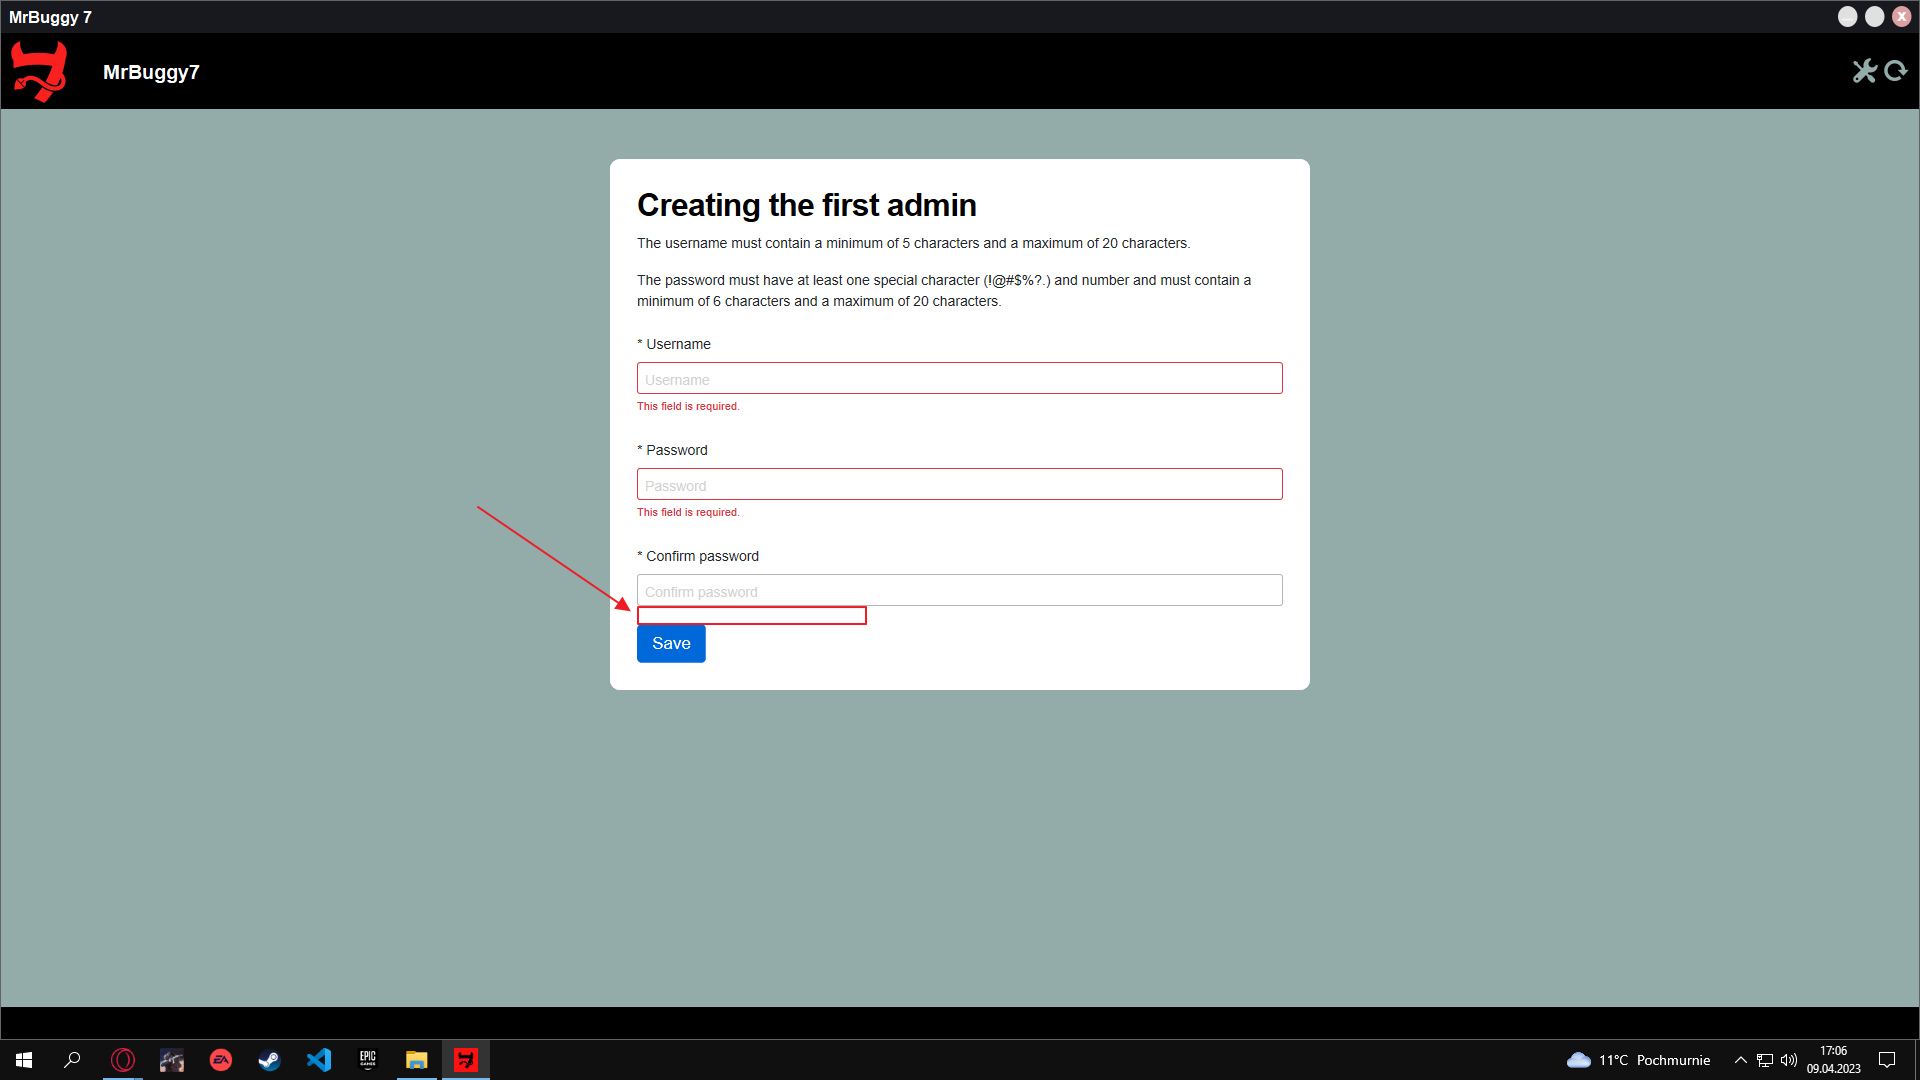 MrBuggy 7
X
MrBuggy7
Creating the first admin
The username must contain a minimum of 5 characters and a maximum of 20 characters.
The password must have at least one special character (!@#$%?.) and number and must contain a
minimum of 6 characters and a maximum of 20 characters.
* Username
Username
This field is required.
* Password
Password
This field is required.
* Confirm password
Confirm password
Save
EA
EPIC
GAMES
11°C Pochmurnie
17:06
09.04.2023